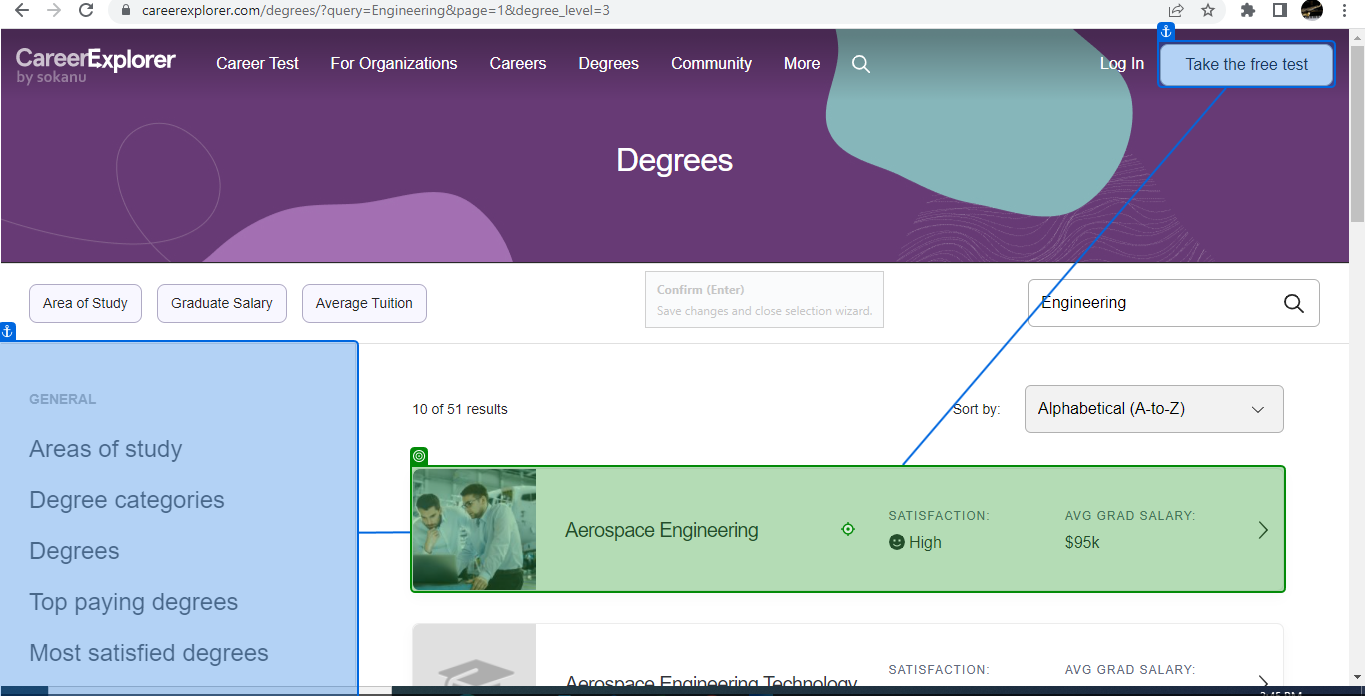 careerexplorer.com/degrees/?query=Engineering&page=1&degree_level=3
CareerExplorer
by sokanu
Career Test
For Organizations
Careers
Degrees
Community
More
Log In
Take the free test
Degrees
Area of Study
Graduate Salary
Average Tuition
Confirm (Enter)
Save changes and close selection wizard.
Engineering
GENERAL
Areas of study
Degree categories
Degrees
Top paying degrees
Most satisfied degrees
10 of 51 results
Sort by:
Alphabetical (A-to-Z)
Aerospace Engineering
SATISFACTION:
High
AVG GRAD SALARY:
$95k
Aerospace Engineering Technology
SATISFACTION:
AVG GRAD SALARY: